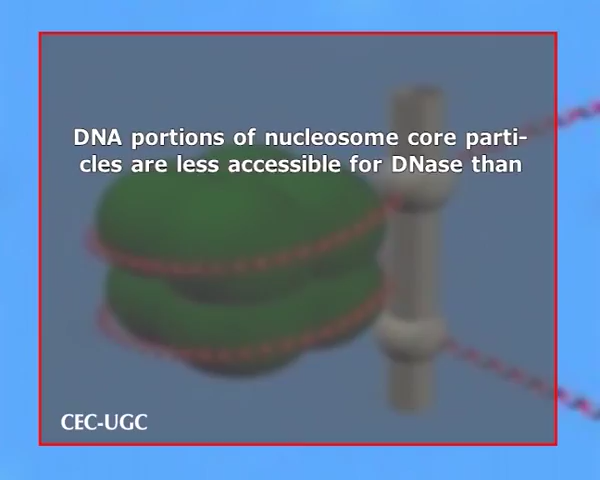 DNA portions of nucleosome core parti-
cles are less accessible for DNase than
CEC-UGC